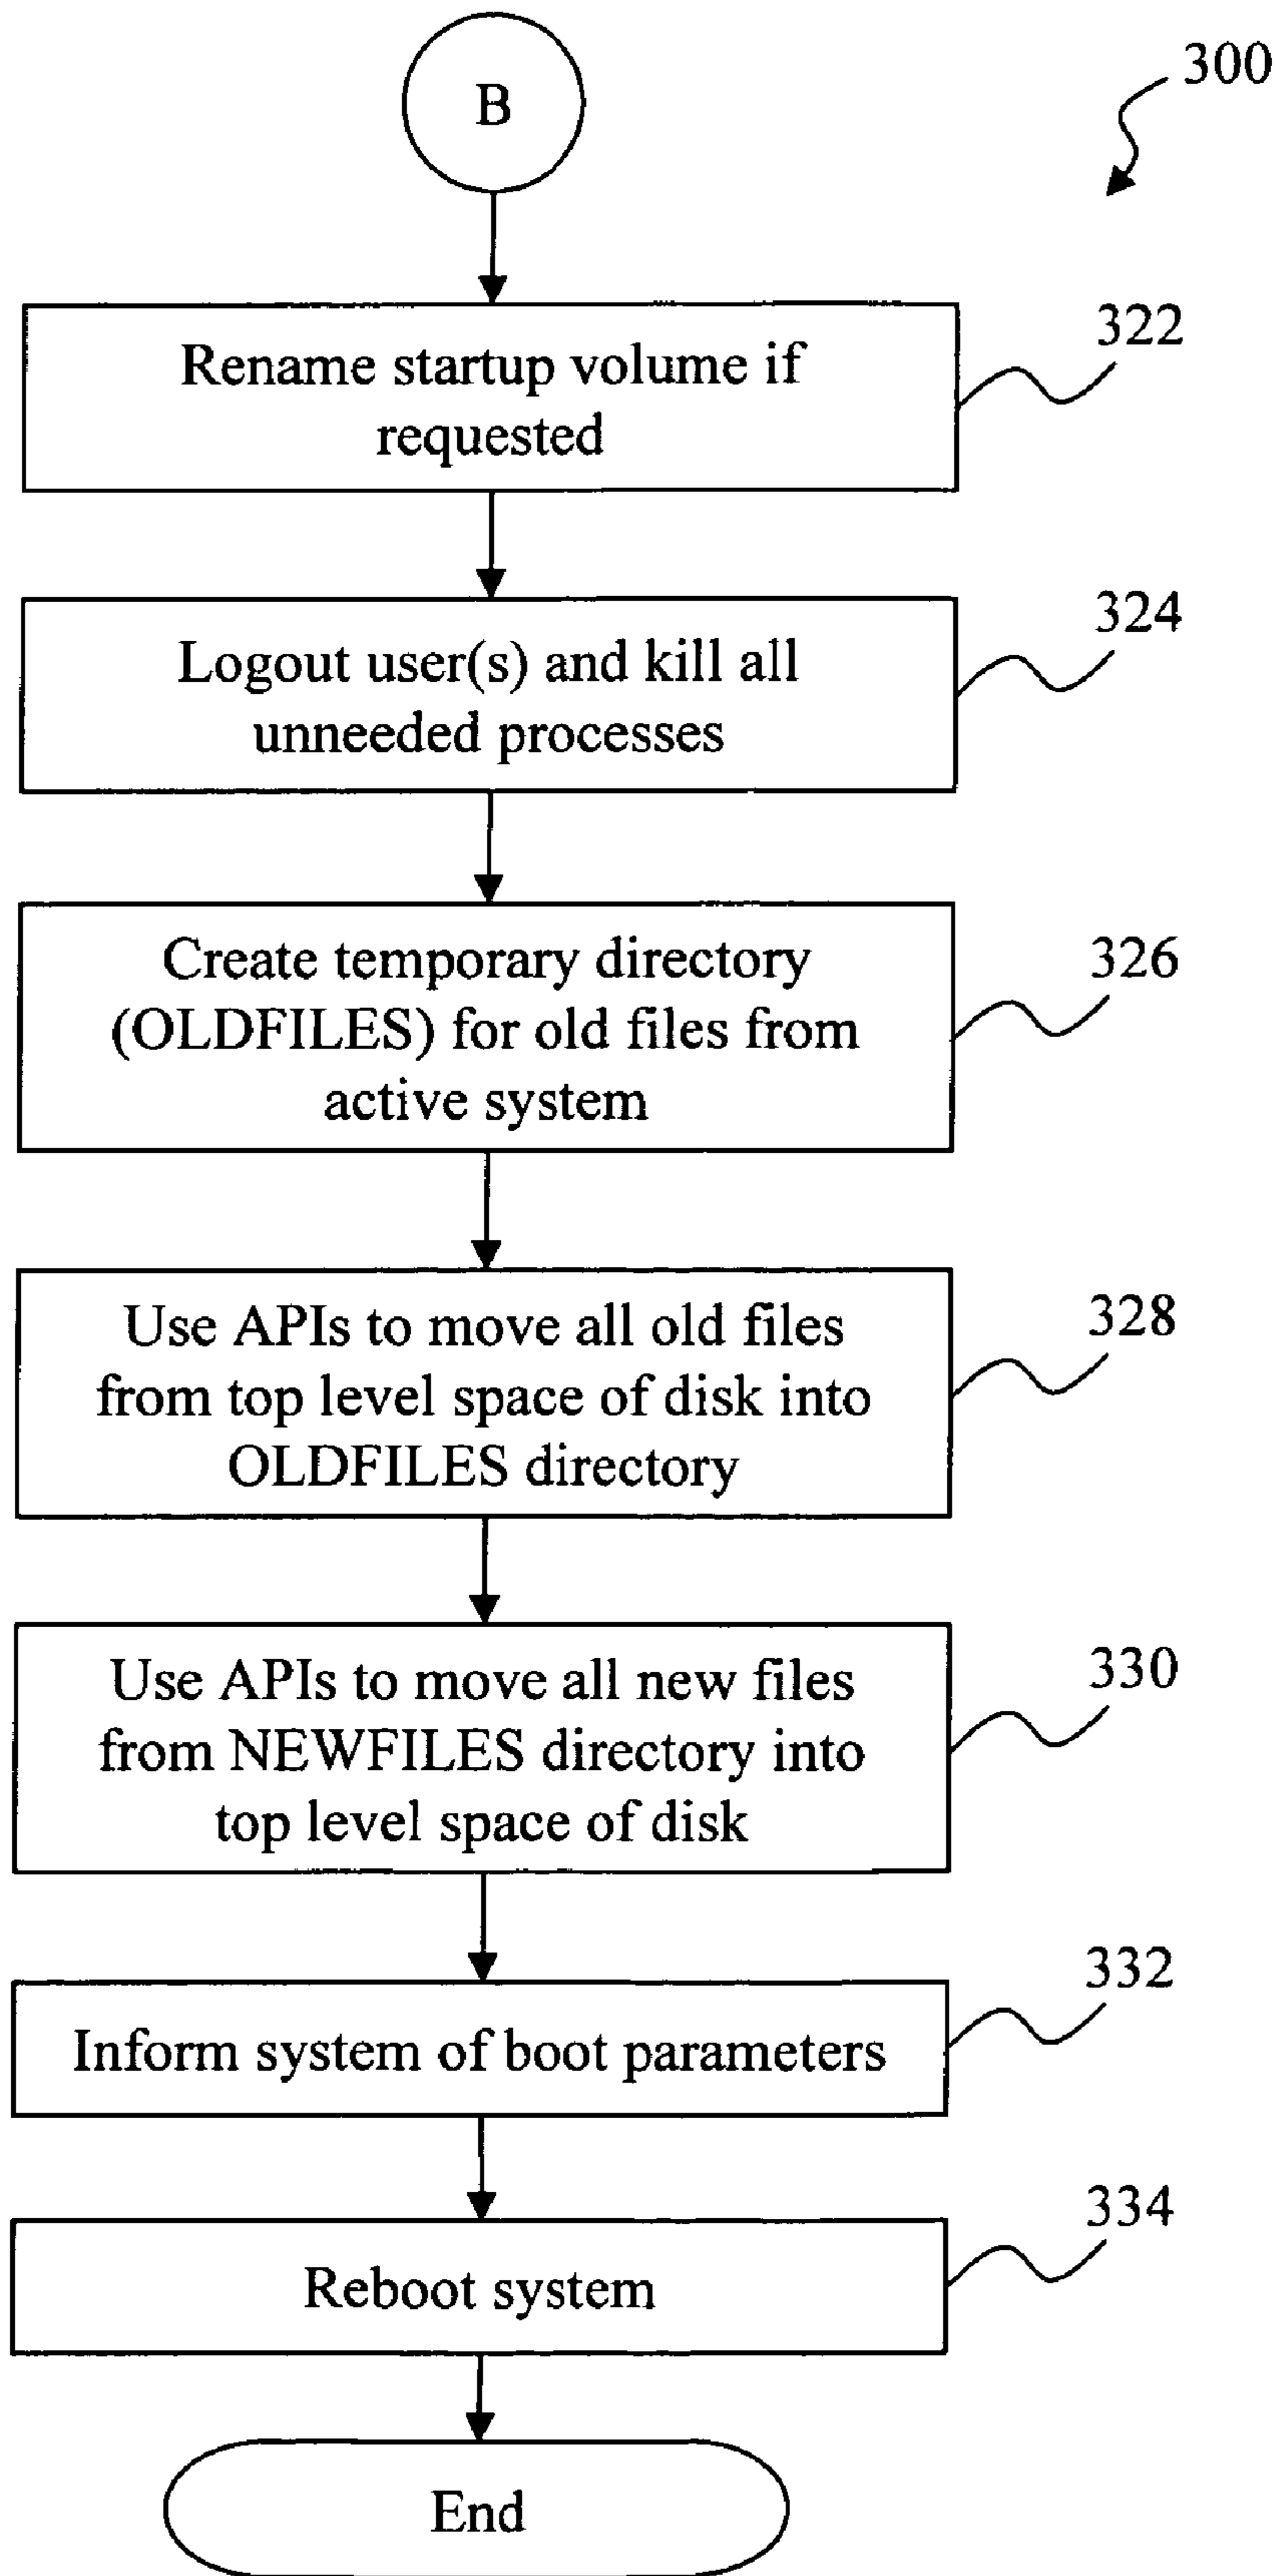 B
300
Rename startup volume if
requested
322
Logout user(s) and kill all
unneeded processes
324
Create temporary directory
(OLDFILES) for old files from
active system
326
Use APIs to move all old files
from top level space of disk into
OLDFILES directory
328
Use APIs to move all new files
from NEWFILES directory into
top level space of disk
330
Inform system of boot parameters
332
Reboot system
334
End